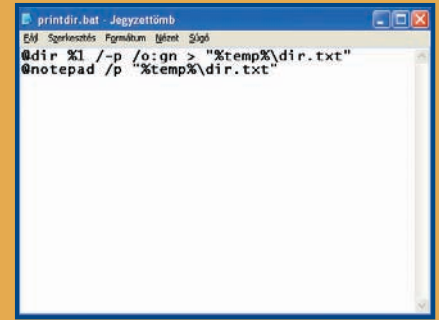 printdir.bat - Jegyzettömb
Fájl Szerkesztés Formátum Nézet Súgó
@dir %1 /-p /o:gn > "%temp%\dir.txt"
@notepad /p "%temp%\dir.txt"